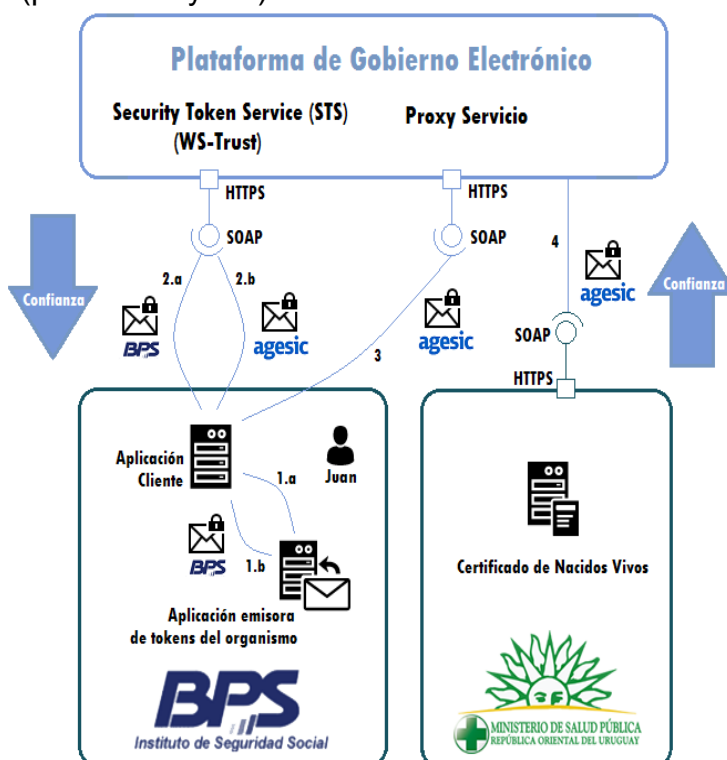 Plataforma de Gobierno Electrónico
Security Token Service (STS)
(WS-Trust)
Proxy Servicio
HTTPS
HTTPS
SOAP
SOAP
4
2.a
2.b
Confianza
Confianza
BPS
agesic
agesic
agesic
3
SOAP
HTTPS
Aplicación
Cliente
Juan
1.a
BPS
1.b
Certificado de Nacidos Vivos
Aplicación emisora
de tokens del organismo
BPS
Instituto de Seguridad Social
MINISTERIO DE SALUD PÚBLICA
REPÚBLICA ORIENTAL DEL URUGUAY